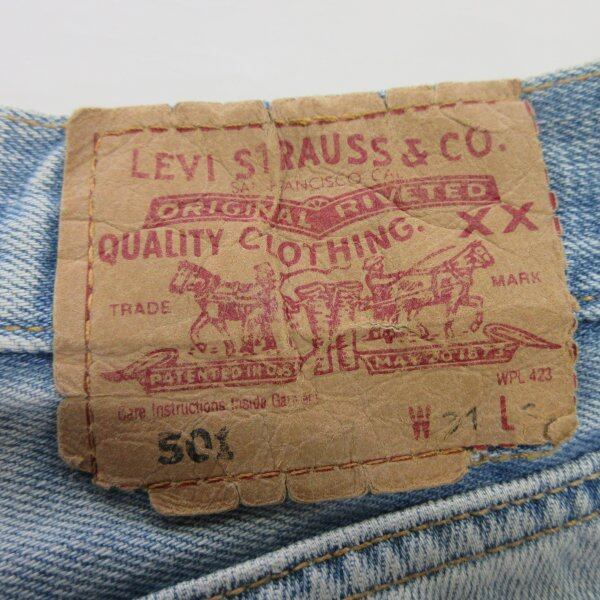 LEVI STRAUSS & CO.
SAN FRANCISCO CAL
ORIGINAL RIVETED
QUALITY CLOTHING. XX
TRADE MARK
PATENTED IN U.S. MAY 20 1873
WPL 423
Care Instructions Inside Garment
501 W 31 L